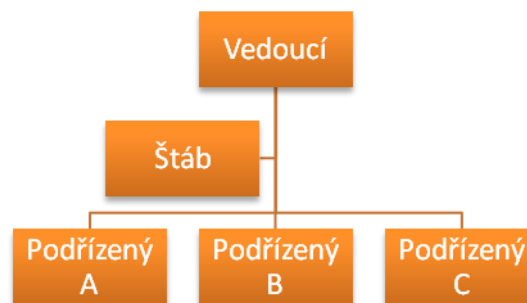 Vedoucí
Štáb
Podřízený
A
Podřízený
B
Podřízený
C